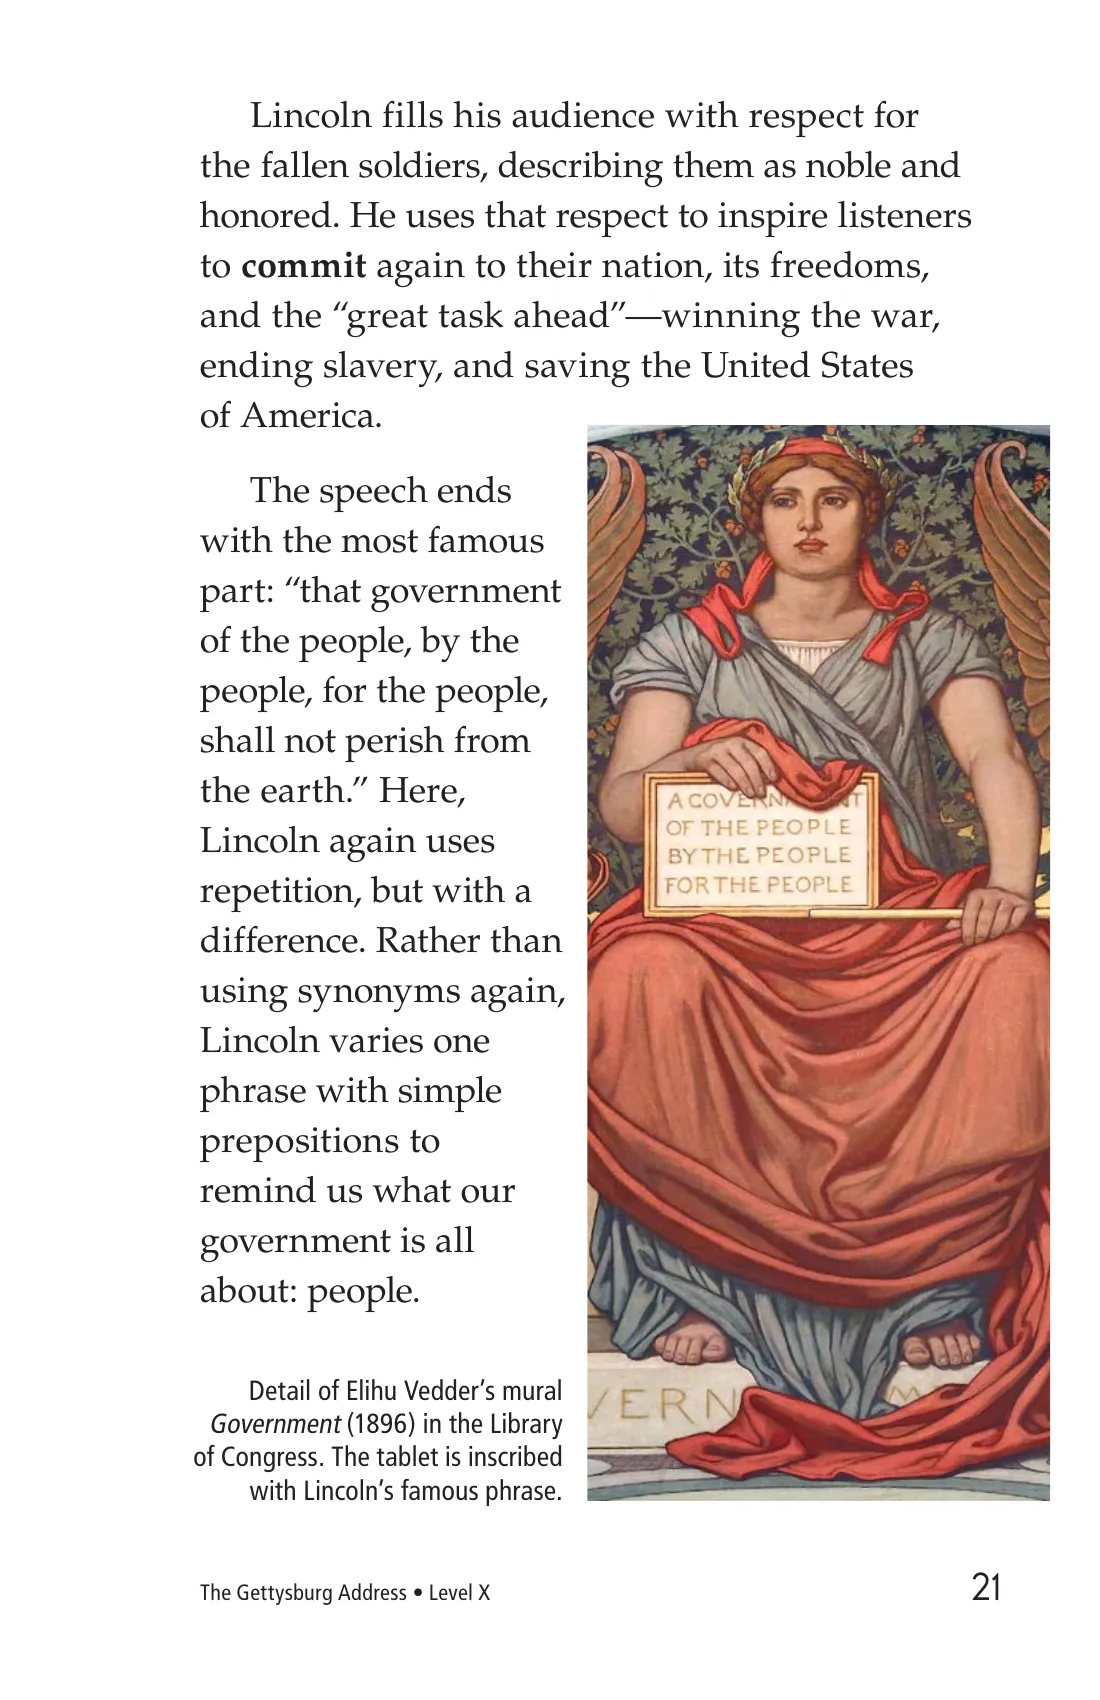 Lincoln fills his audience with respect for
the fallen soldiers, describing them as noble and
honored. He uses that respect to inspire listeners
to commit again to their nation, its freedoms,
and the “great task ahead”—winning the war,
ending slavery, and saving the United States
of America.
The speech ends
with the most famous
part: “that government
of the people, by the
people, for the people,
shall not perish from
the earth.” Here,
Lincoln again uses
repetition, but with a
difference. Rather than
using synonyms again,
Lincoln varies one
phrase with simple
prepositions to
remind us what our
government is all
about: people.
A GOVERNMENT
OF THE PEOPLE
BY THE PEOPLE
FOR THE PEOPLE
VERN M
Detail of Elihu Vedder’s mural
Government (1896) in the Library
of Congress. The tablet is inscribed
with Lincoln’s famous phrase.
The Gettysburg Address • Level X
21